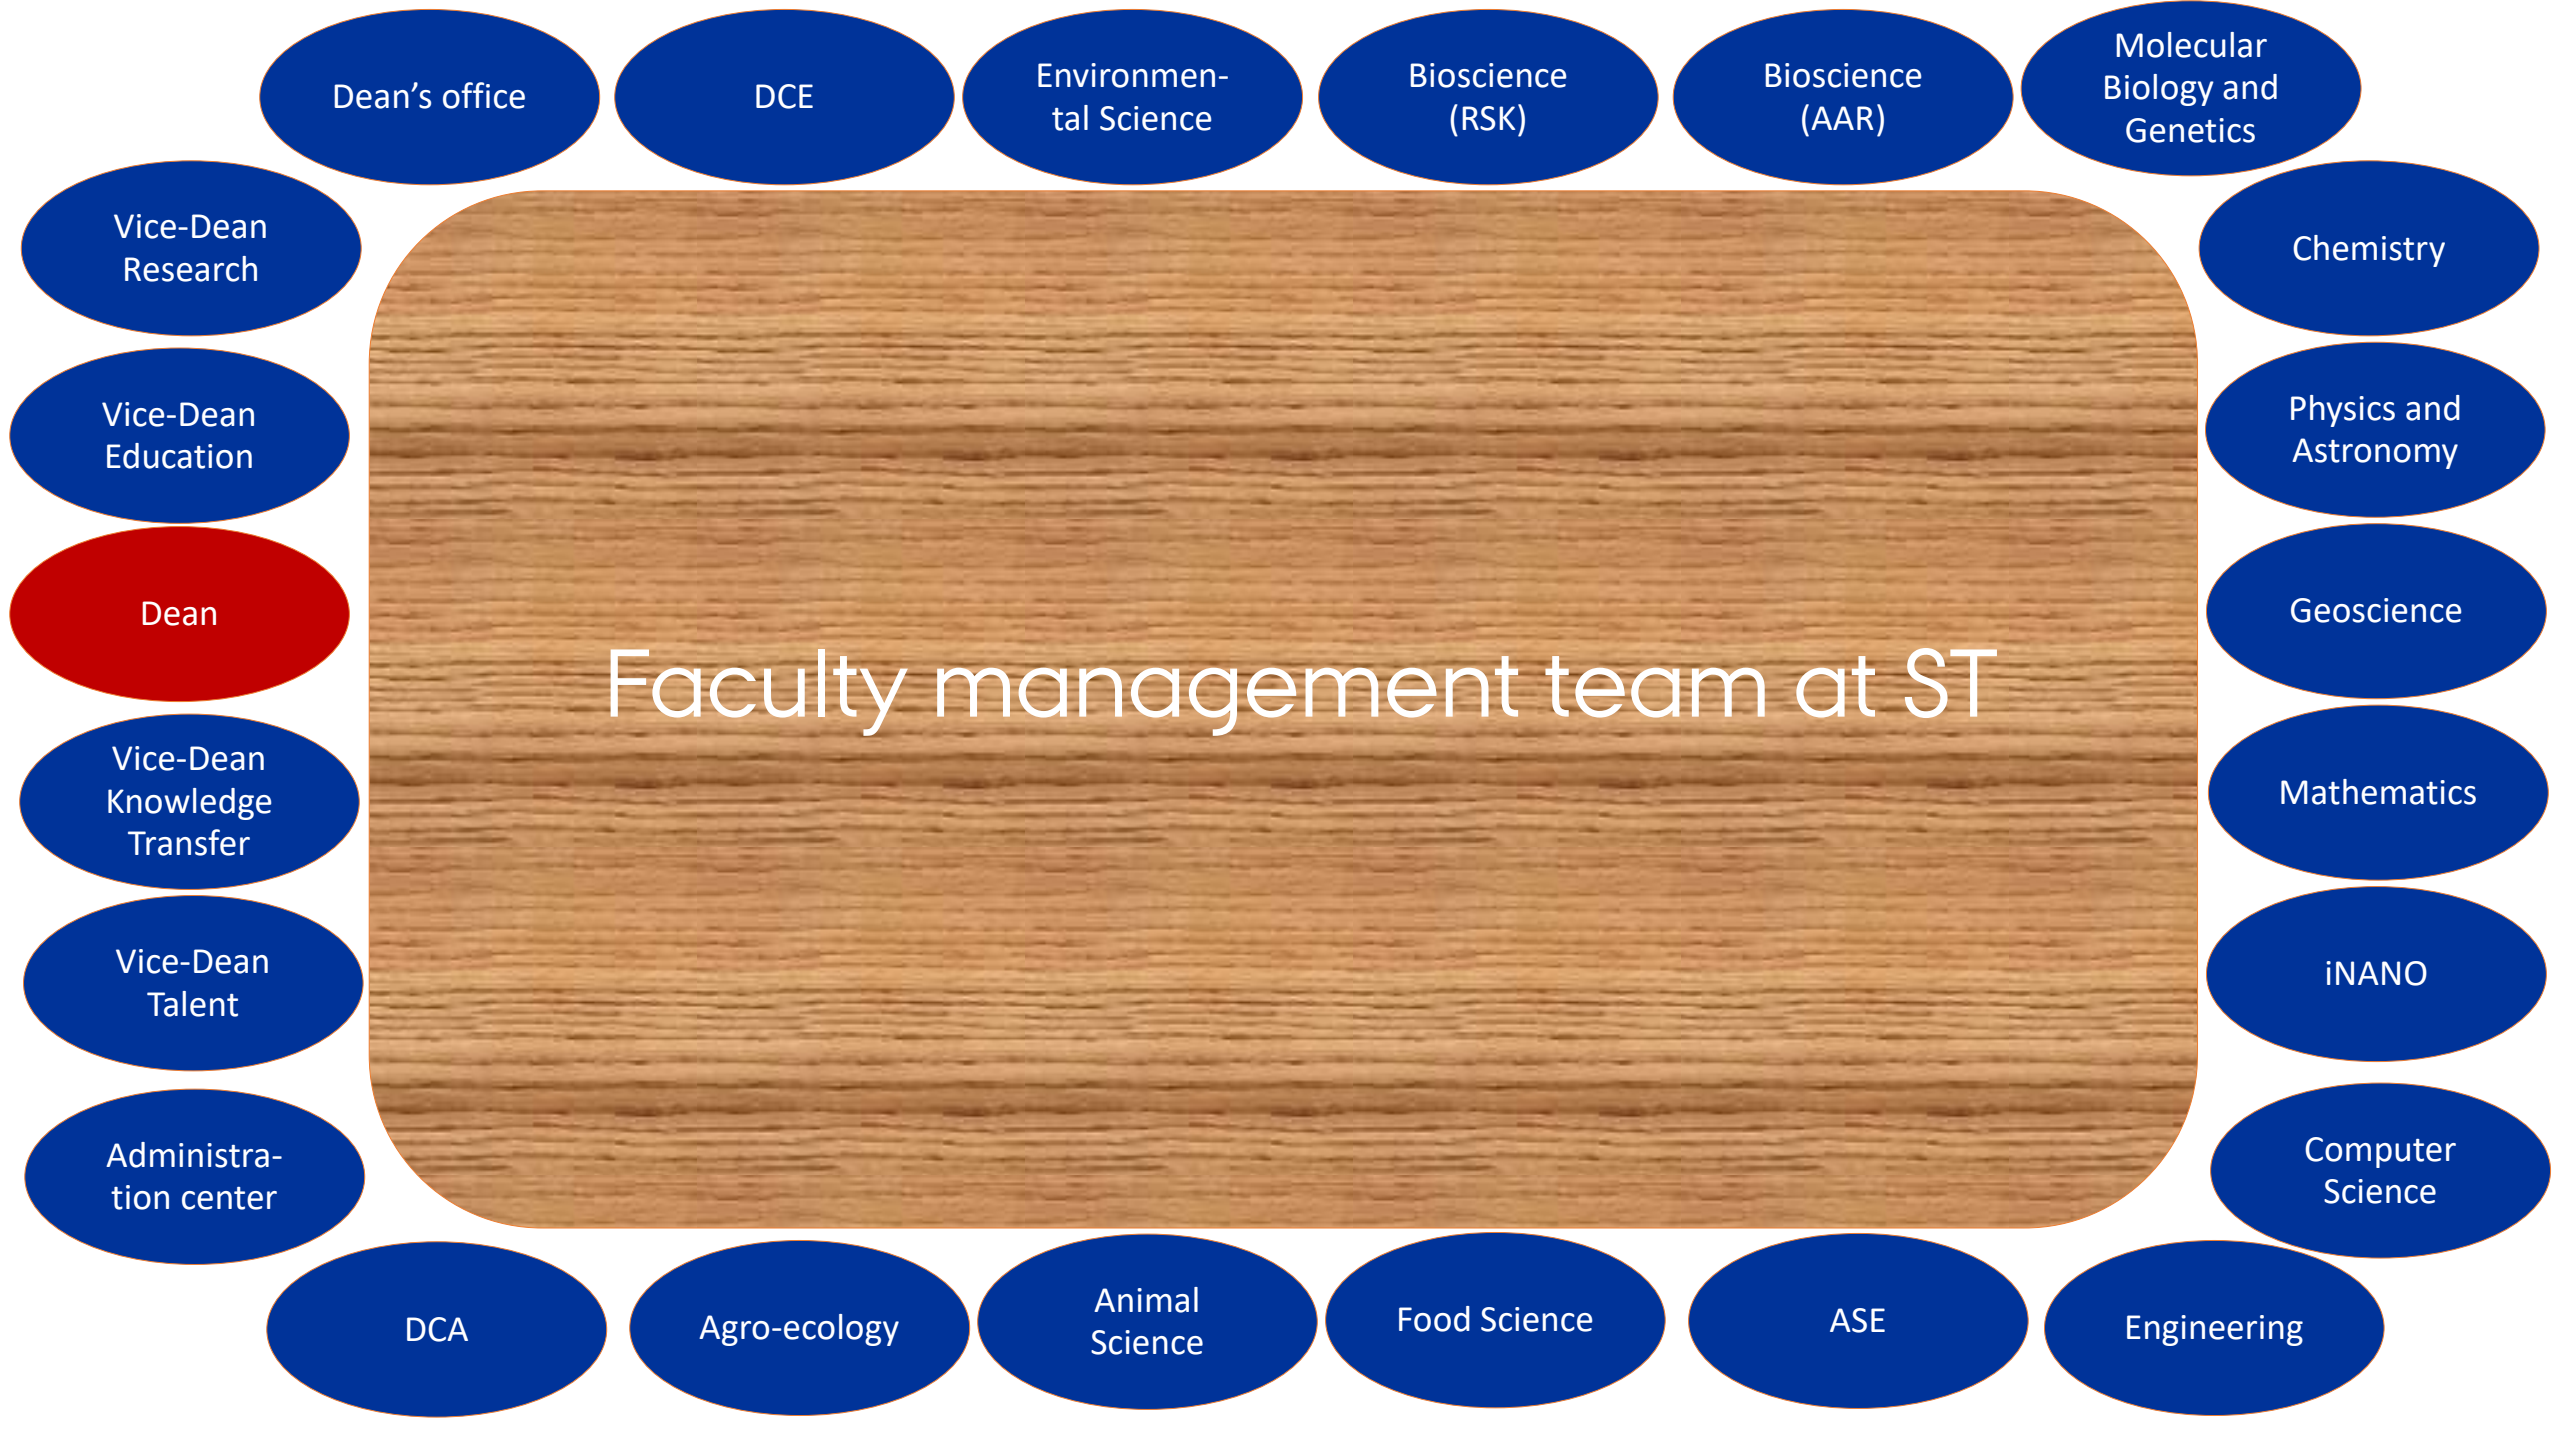 Dean’s office
DCE
Environmen-
tal Science
Bioscience
(RSK)
Bioscience
(AAR)
Molecular
Biology and
Genetics
Vice-Dean
Research
Chemistry
Vice-Dean
Education
Physics and
Astronomy
Dean
Geoscience
Faculty management team at ST
Vice-Dean
Knowledge
Transfer
Mathematics
Vice-Dean
Talent
iNANO
Administra-
tion center
Computer
Science
DCA
Agro-ecology
Animal
Science
Food Science
ASE
Engineering